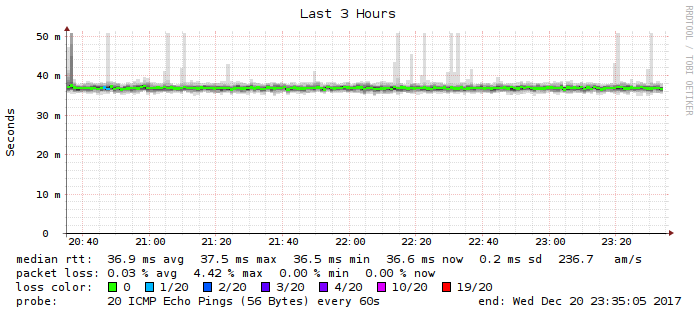 Last 3 Hours
RRDTOOL / TOBI OETIKER
Seconds
50 m
40 m
30 m
20 m
10 m
0
20:40 21:00 21:20 21:40 22:00 22:20 22:40 23:00 23:20
median rtt: 36.9 ms avg 37.5 ms max 36.5 ms min 36.6 ms now 0.2 ms sd 236.7 am/s
packet loss: 0.03 % avg 4.42 % max 0.00 % min 0.00 % now
loss color: 0 1/20 2/20 3/20 4/20 10/20 19/20
probe: 20 ICMP Echo Pings (56 Bytes) every 60s end: Wed Dec 20 23:35:05 2017